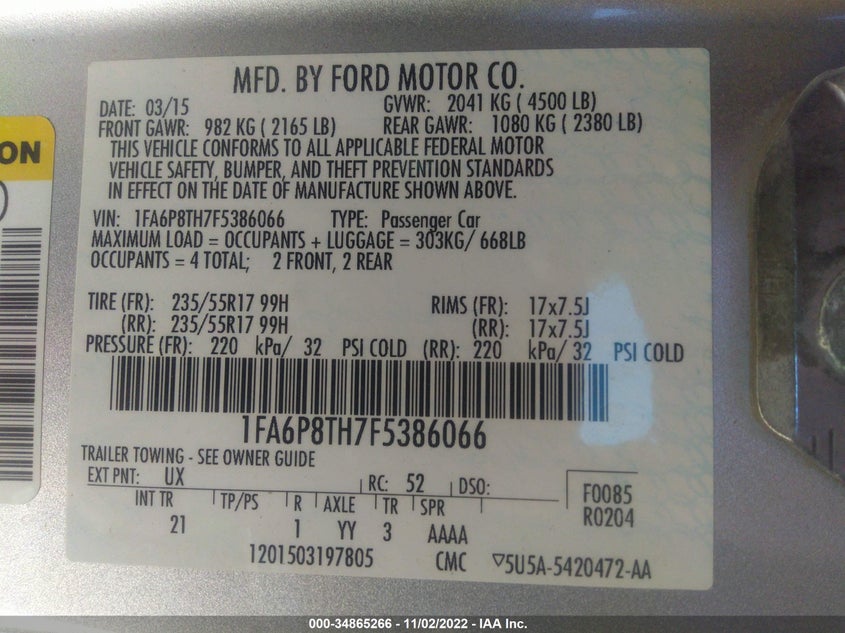 MFD. BY FORD MOTOR CO.
DATE: 03/15 GVWR: 2041 KG ( 4500 LB)
FRONT GAWR: 982 KG ( 2165 LB) REAR GAWR: 1080 KG ( 2380 LB)
THIS VEHICLE CONFORMS TO ALL APPLICABLE FEDERAL MOTOR
VEHICLE SAFETY, BUMPER, AND THEFT PREVENTION STANDARDS
IN EFFECT ON THE DATE OF MANUFACTURE SHOWN ABOVE.
VIN: 1FA6P8TH7F5386066 TYPE: Passenger Car
MAXIMUM LOAD = OCCUPANTS + LUGGAGE = 303KG/ 668LB
OCCUPANTS = 4 TOTAL; 2 FRONT, 2 REAR
TIRE (FR): 235/55R17 99H RIMS (FR): 17x7.5J
(RR): 235/55R17 99H (RR): 17x7.5J
PRESSURE (FR): 220 kPa/ 32 PSI COLD (RR): 220 kPa/ 32 PSI COLD
1FA6P8TH7F5386066
TRAILER TOWING - SEE OWNER GUIDE
EXT PNT: UX RC: 52 DSO:
INT TR TP/PS R AXLE TR SPR
21 1 YY 3 AAAA
F0085
R0204
1201503197805 CMC ▽5U5A-5420472-AA
ON
000-34865266 - 11/02/2022 - IAA Inc.